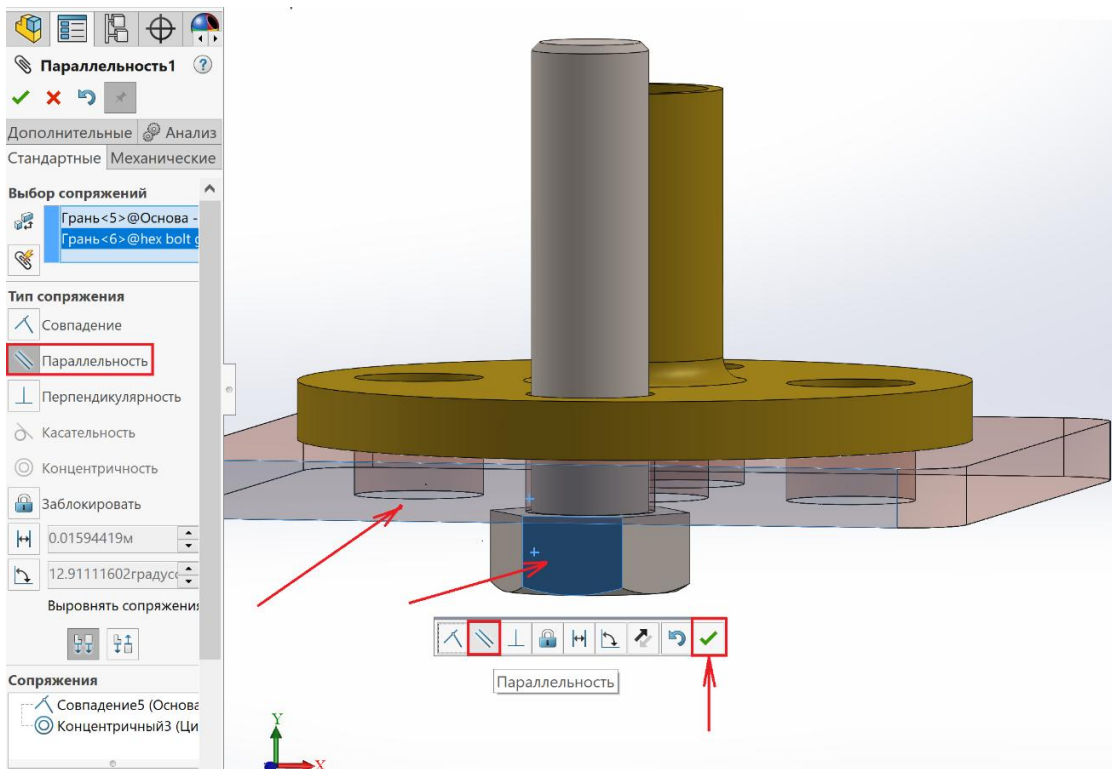 Параллельность1
Дополнительные Анализ
Стандартные Механические
Выбор сопряжений
Грань<5>@Основа -
Грань<6>@hex bolt g
Тип сопряжения
Совпадение
Параллельность
Перпендикулярность
Касательность
Концентричность
Заблокировать
0.01594419м
12.91111602градусс
Выровнять сопряжения
Сопряжения
Совпадение5 (Основа
Концентричный3 (Ци
Параллельность
Y
X